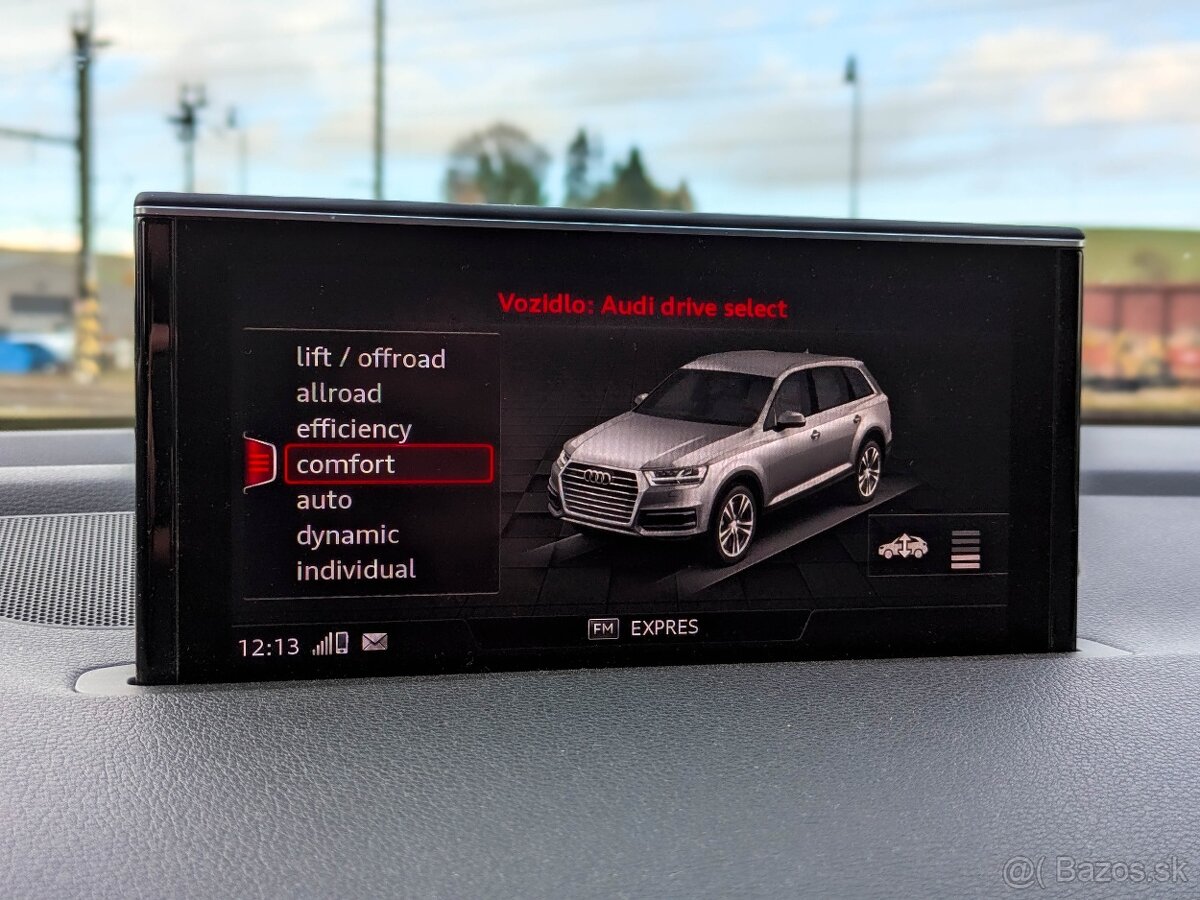 Vozidlo: Audi drive select
lift / offroad
allroad
efficiency
comfort
auto
dynamic
individual
12:13
FM EXPRES
@( Bazos.sk